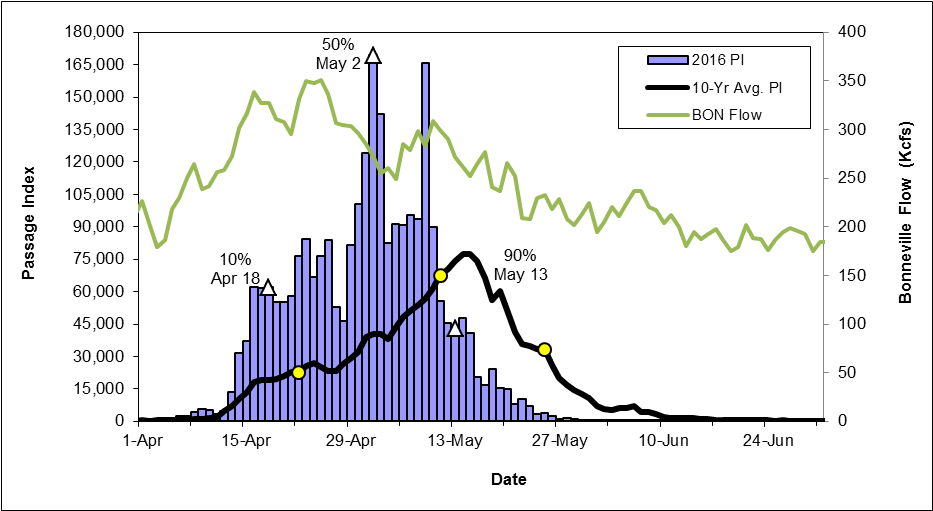 180,000
165,000
150,000
135,000
120,000
105,000
90,000
75,000
60,000
45,000
30,000
15,000
0
Passage Index
50%
May 2
10%
Apr 18
90%
May 13
2016 PI
10-Yr Avg. PI
BON Flow
400
350
300
250
200
150
100
50
0
Bonneville Flow (Kcfs)
1-Apr 15-Apr 29-Apr 13-May 27-May 10-Jun 24-Jun
Date